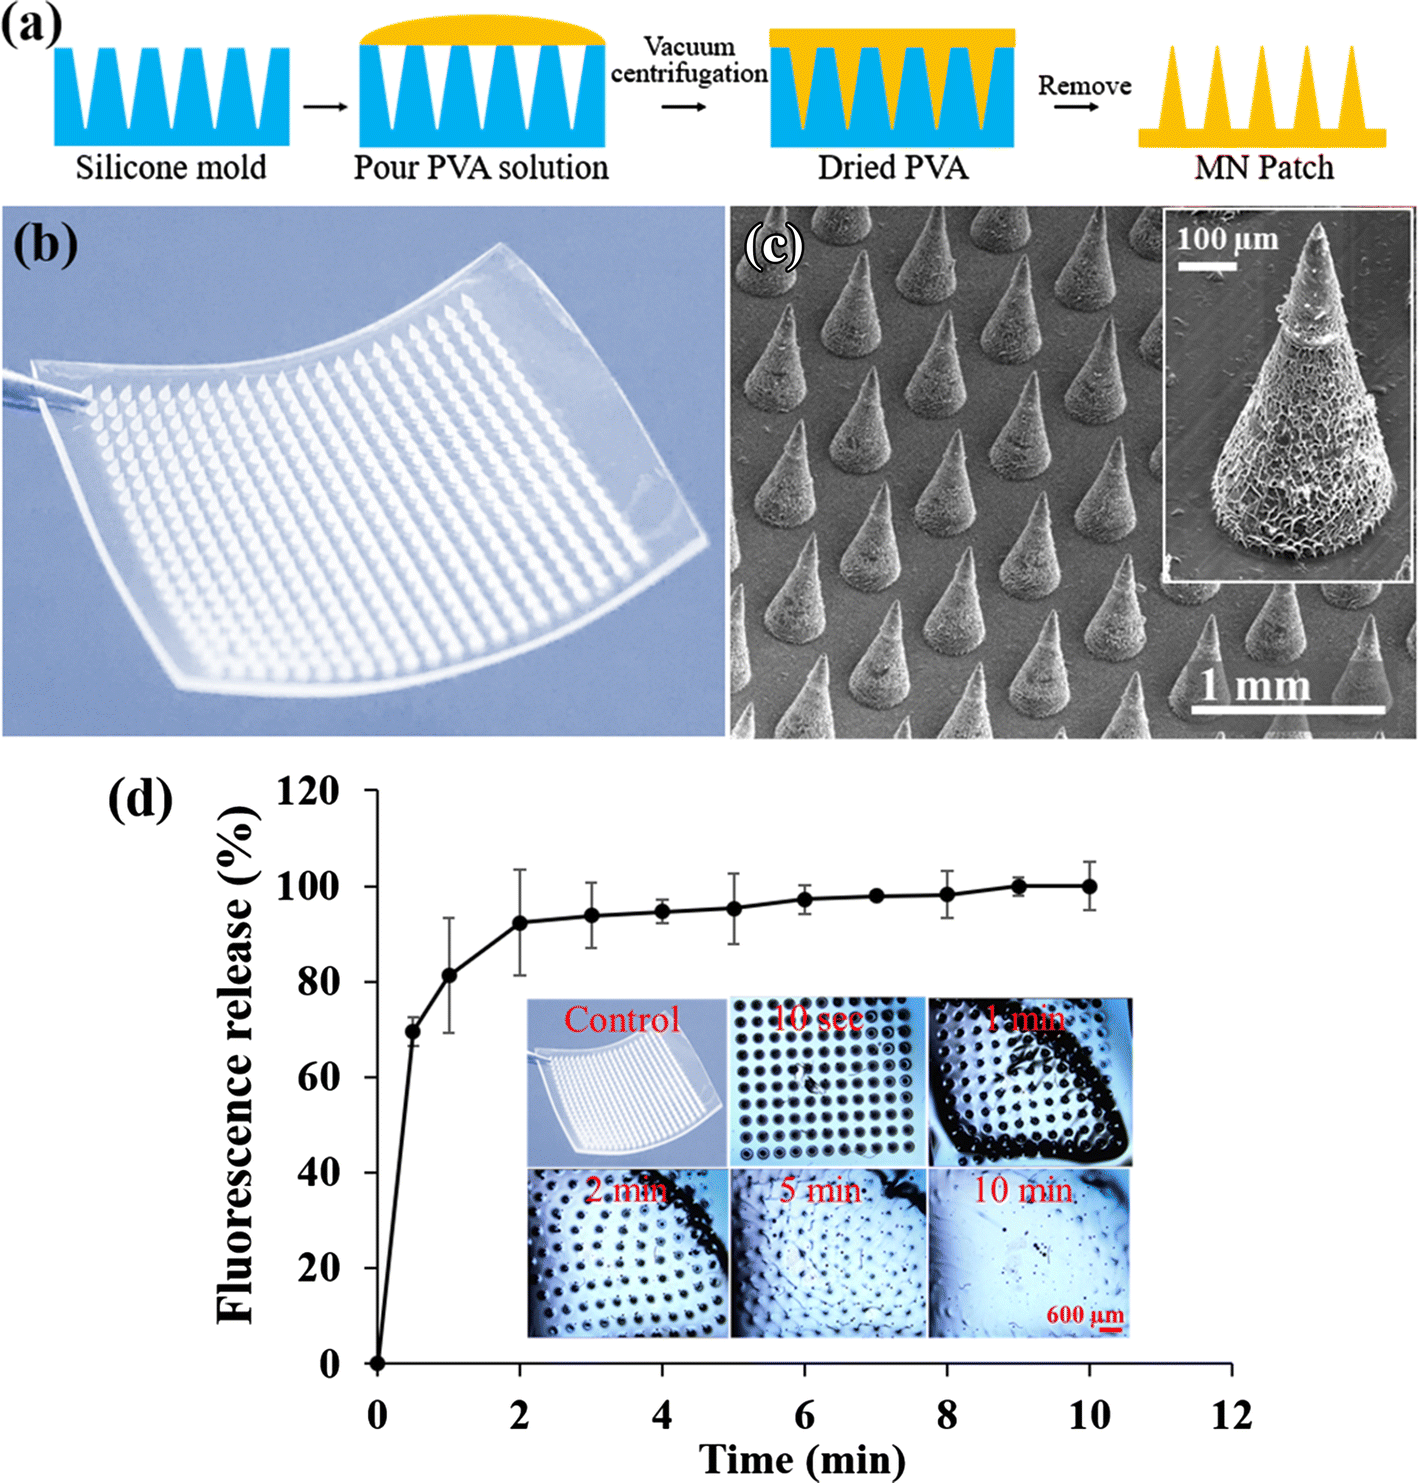 (a)
Silicone mold
Pour PVA solution
Vacuum
centrifugation
Dried PVA
Remove
MN Patch
(b)
(c)
100 μm
1 mm
(d)
Fluorescence release (%)
120
100
80
60
40
20
0
Control
10 sec
1 min
2 min
5 min
10 min
600 μm
0 2 4 6 8 10 12
Time (min)